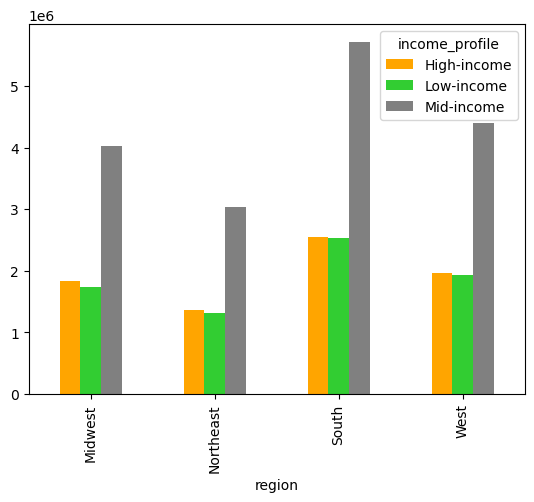 1e6
income_profile
High-income
Low-income
Mid-income
5
4
3
2
1
0
Midwest
Northeast
South
West
region